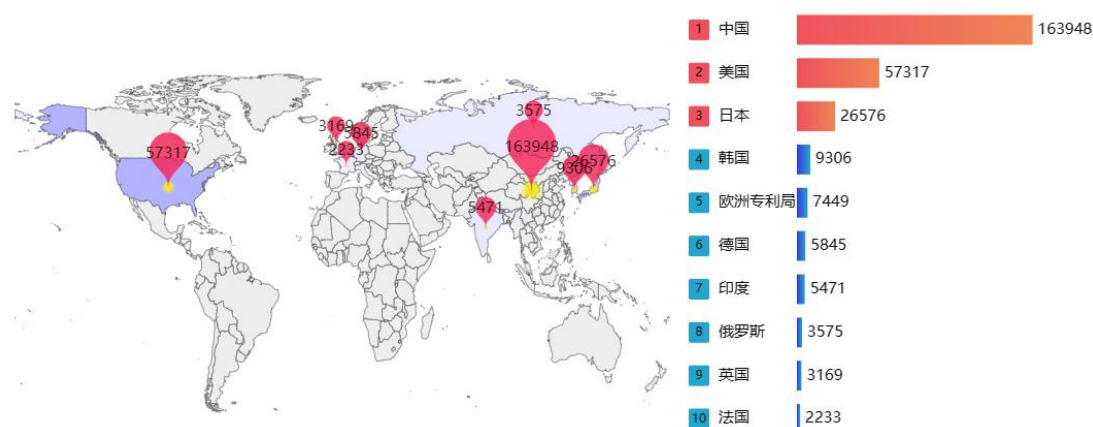 3575
3169
5845
2233
57317
163948
9306
26576
5471
1 中国 163948
2 美国 57317
3 日本 26576
4 韩国 9306
5 欧洲专利局 7449
6 德国 5845
7 印度 5471
8 俄罗斯 3575
9 英国 3169
10 法国 2233